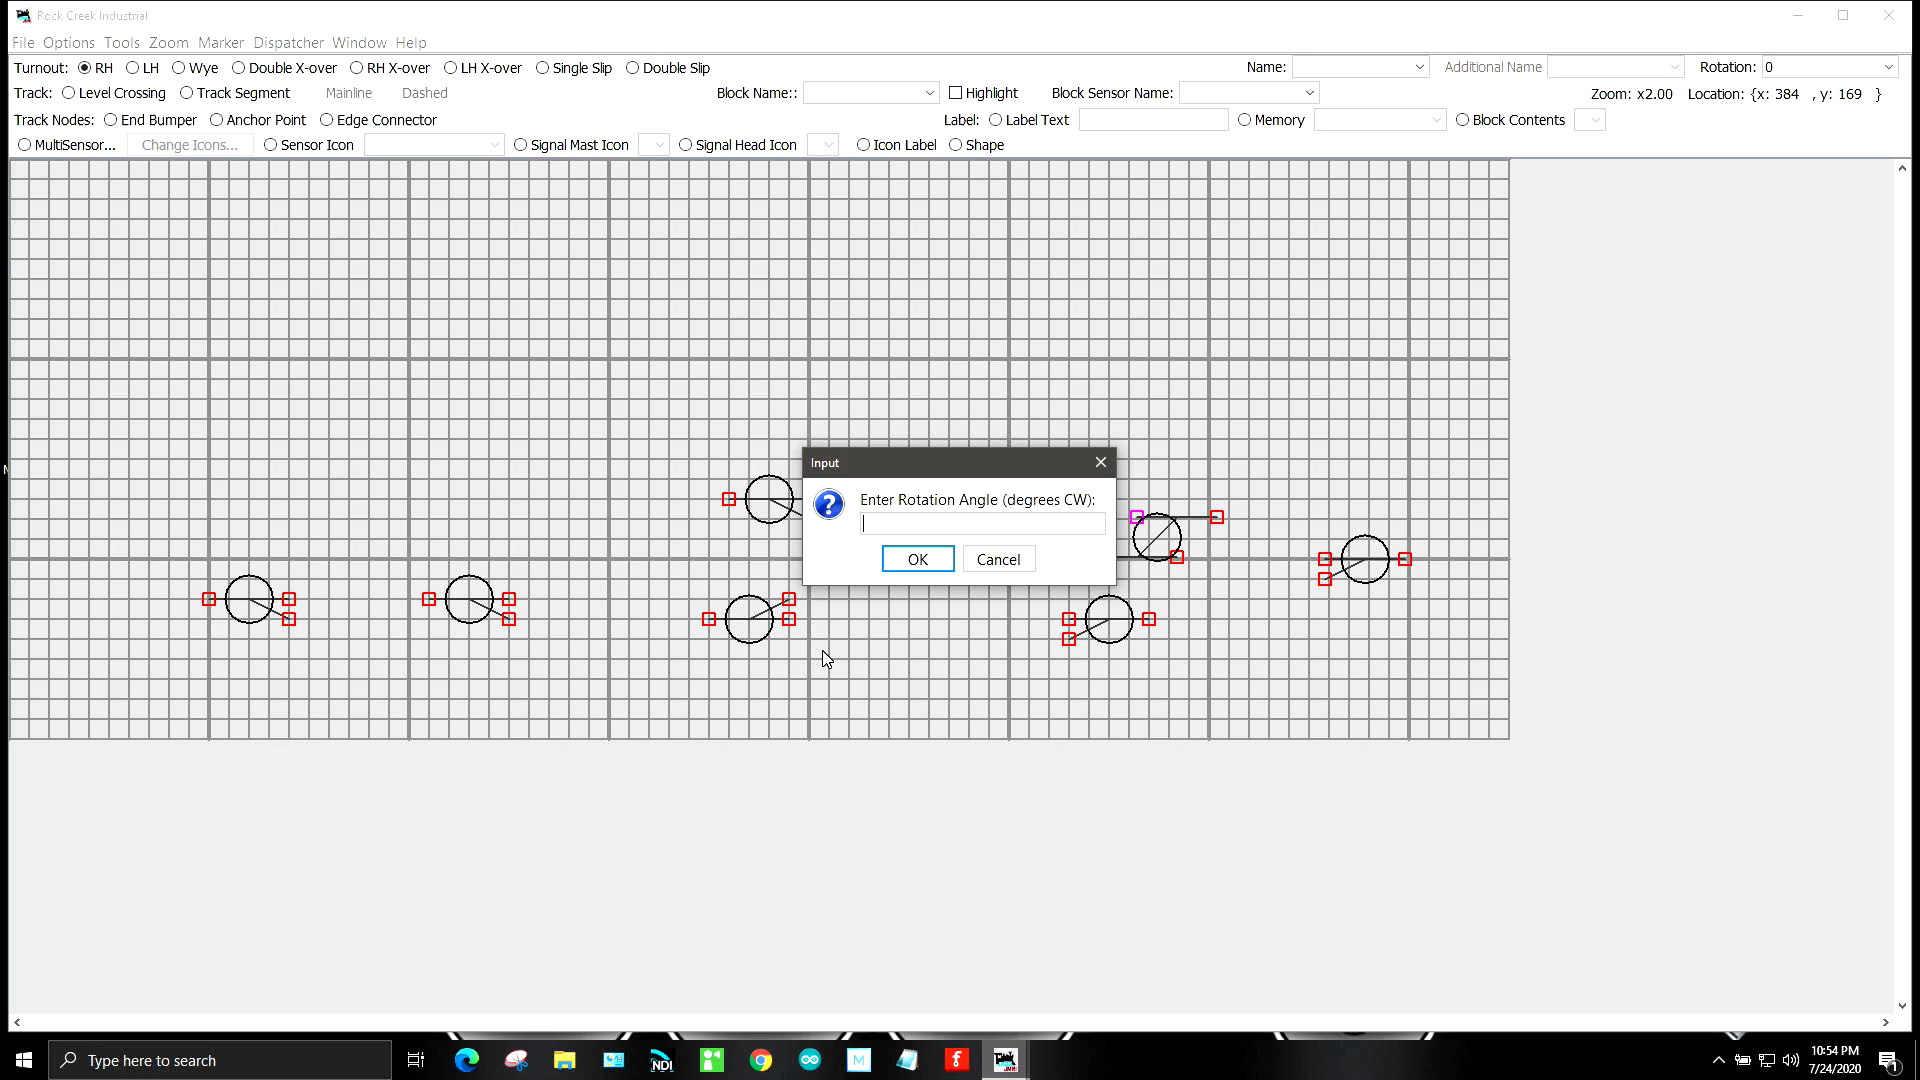 Rock Creek Industrial
File Options Tools Zoom Marker Dispatcher Window Help
Turnout: RH LH Wye Double X-over RH X-over LH X-over Single Slip Double Slip Name: Additional Name Rotation: 0
Track: Level Crossing Track Segment Mainline Dashed Block Name:: Highlight Block Sensor Name: Zoom: x2.00 Location: {x: 384 , y: 169 }
Track Nodes: End Bumper Anchor Point Edge Connector Label: Label Text Memory Block Contents
MultiSensor... Change Icons... Sensor Icon Signal Mast Icon Signal Head Icon Icon Label Shape
Input
Enter Rotation Angle (degrees CW):
OK Cancel
Type here to search
NDI
M
10:54 PM
7/24/2020
1